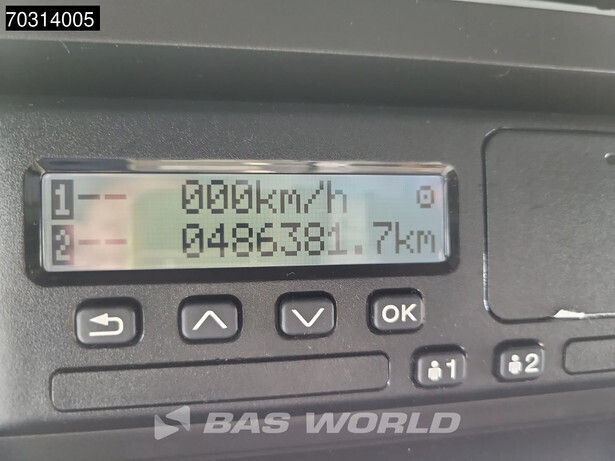 70314005
1-- 000km/h
2-- 0486381.7km
OK
1 2
BAS WORLD